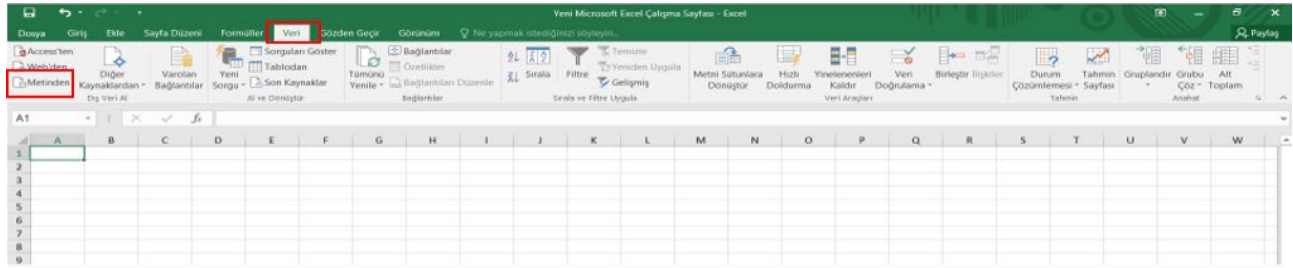 Yeni Microsoft Excel Çalışma Sayfası - Excel
Dosya Giriş Ekle Sayfa Düzeni Formüller Veri Gözden Geçir Görünüm Ne yapmak istediğinizi söyleyin... Paylaş
Access'ten
Web'den
Metinden
Diğer Kaynaklardan
Varolan Bağlantılar
Dış Veri Al
Yeni Sorgu
Sorguları Göster
Tablodan
Son Kaynaklar
Al ve Dönüştür
Tümünü Yenile
Bağlantılar
Özellikler
Bağlantıları Düzenle
Bağlantılar
Sırala
Filtre
Temizle
Yeniden Uygula
Gelişmiş
Sırala ve Filtre Uygula
Metni Sütunlara Dönüştür
Hızlı Doldurma
Yinelenenleri Kaldır
Veri Doğrulama
Birleştir
İlişkiler
Veri Araçları
Durum Çözümlemesi
Tahmin Sayfası
Tahmin
Gruplandır
Grubu Çöz
Alt Toplam
Anahat
A1 fx
A B C D E F G H I J K L M N O P Q R S T U V W
1
2
3
4
5
6
7
8
9